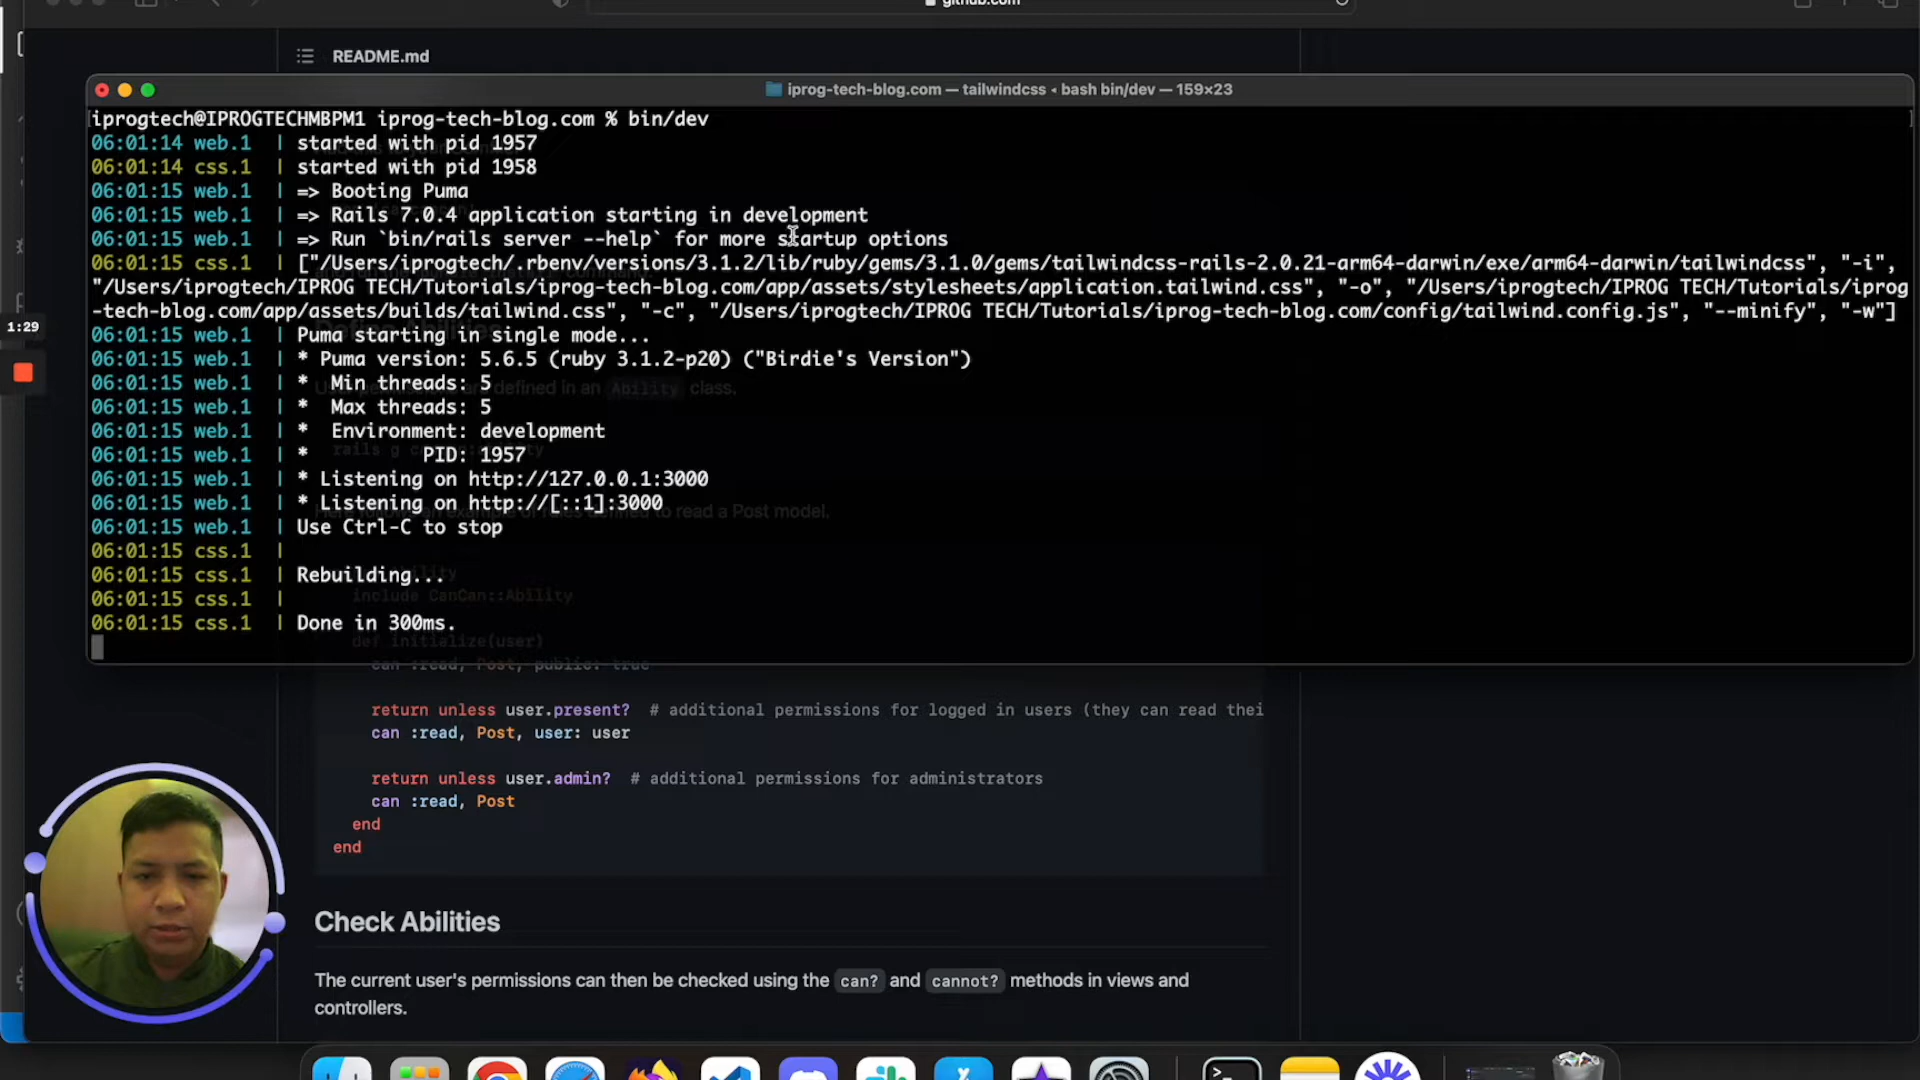 github.com
README.md
iprog-tech-blog.com — tailwindcss ◂ bash bin/dev — 159×23
iprogtech@IPROGTECHMBPM1 iprog-tech-blog.com % bin/dev
06:01:14 web.1  | started with pid 1957
06:01:14 css.1  | started with pid 1958
06:01:15 web.1  | => Booting Puma
06:01:15 web.1  | => Rails 7.0.4 application starting in development
06:01:15 web.1  | => Run `bin/rails server --help` for more startup options
06:01:15 css.1  | ["/Users/iprogtech/.rbenv/versions/3.1.2/lib/ruby/gems/3.1.0/gems/tailwindcss-rails-2.0.21-arm64-darwin/exe/arm64-darwin/tailwindcss", "-i",
"/Users/iprogtech/IPROG TECH/Tutorials/iprog-tech-blog.com/app/assets/stylesheets/application.tailwind.css", "-o", "/Users/iprogtech/IPROG TECH/Tutorials/iprog
-tech-blog.com/app/assets/builds/tailwind.css", "-c", "/Users/iprogtech/IPROG TECH/Tutorials/iprog-tech-blog.com/config/tailwind.config.js", "--minify", "-w"]
1:29
06:01:15 web.1  | Puma starting in single mode...
06:01:15 web.1  | * Puma version: 5.6.5 (ruby 3.1.2-p20) ("Birdie's Version")
06:01:15 web.1  | *  Min threads: 5
06:01:15 web.1  | *  Max threads: 5
06:01:15 web.1  | *  Environment: development
06:01:15 web.1  | *          PID: 1957
06:01:15 web.1  | * Listening on http://127.0.0.1:3000
06:01:15 web.1  | * Listening on http://[::1]:3000
06:01:15 web.1  | Use Ctrl-C to stop
06:01:15 css.1  |
06:01:15 css.1  | Rebuilding...
06:01:15 css.1  |
06:01:15 css.1  | Done in 300ms.
include CanCan::Ability
def initialize(user)
can :read, Post, public: true
return unless user.present?  # additional permissions for logged in users (they can read thei
can :read, Post, user: user
return unless user.admin?  # additional permissions for administrators
can :read, Post
end
end
Check Abilities
The current user's permissions can then be checked using the can? and cannot? methods in views and
controllers.